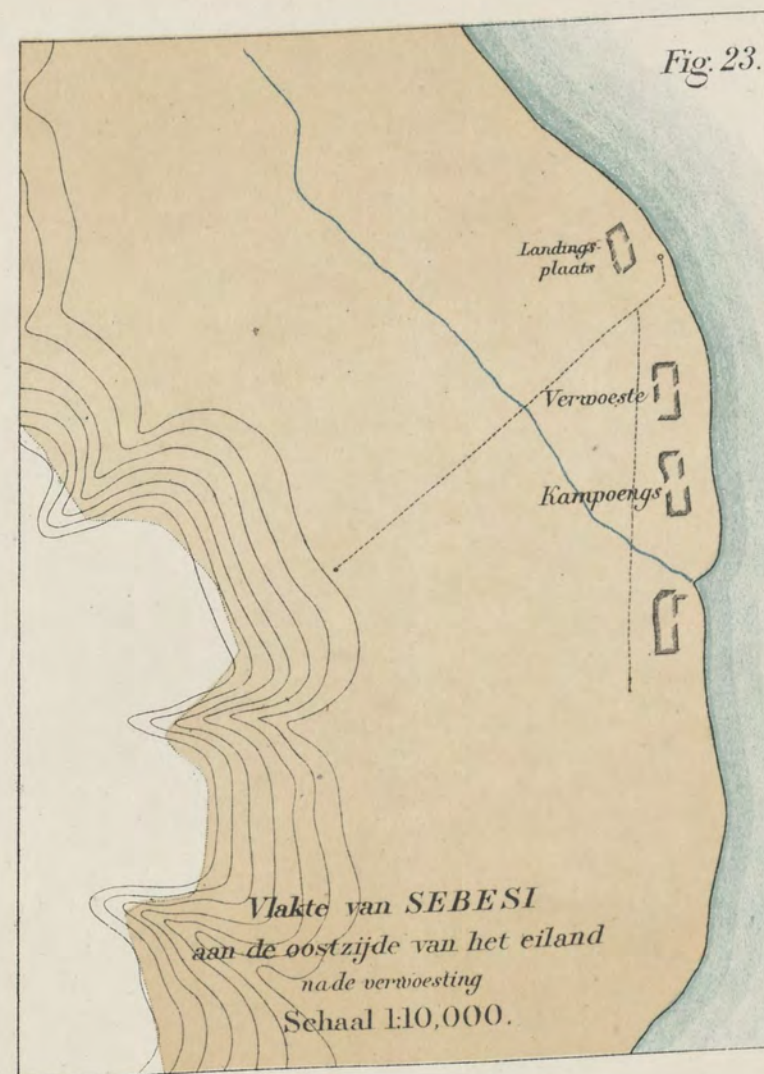 Fig. 23.
Landings-
plaats
Verwoeste
Kampoengs
Vlakte van SEBESI
aan de oostzijde van het eiland
na de verwoesting
Schaal 1:10,000.